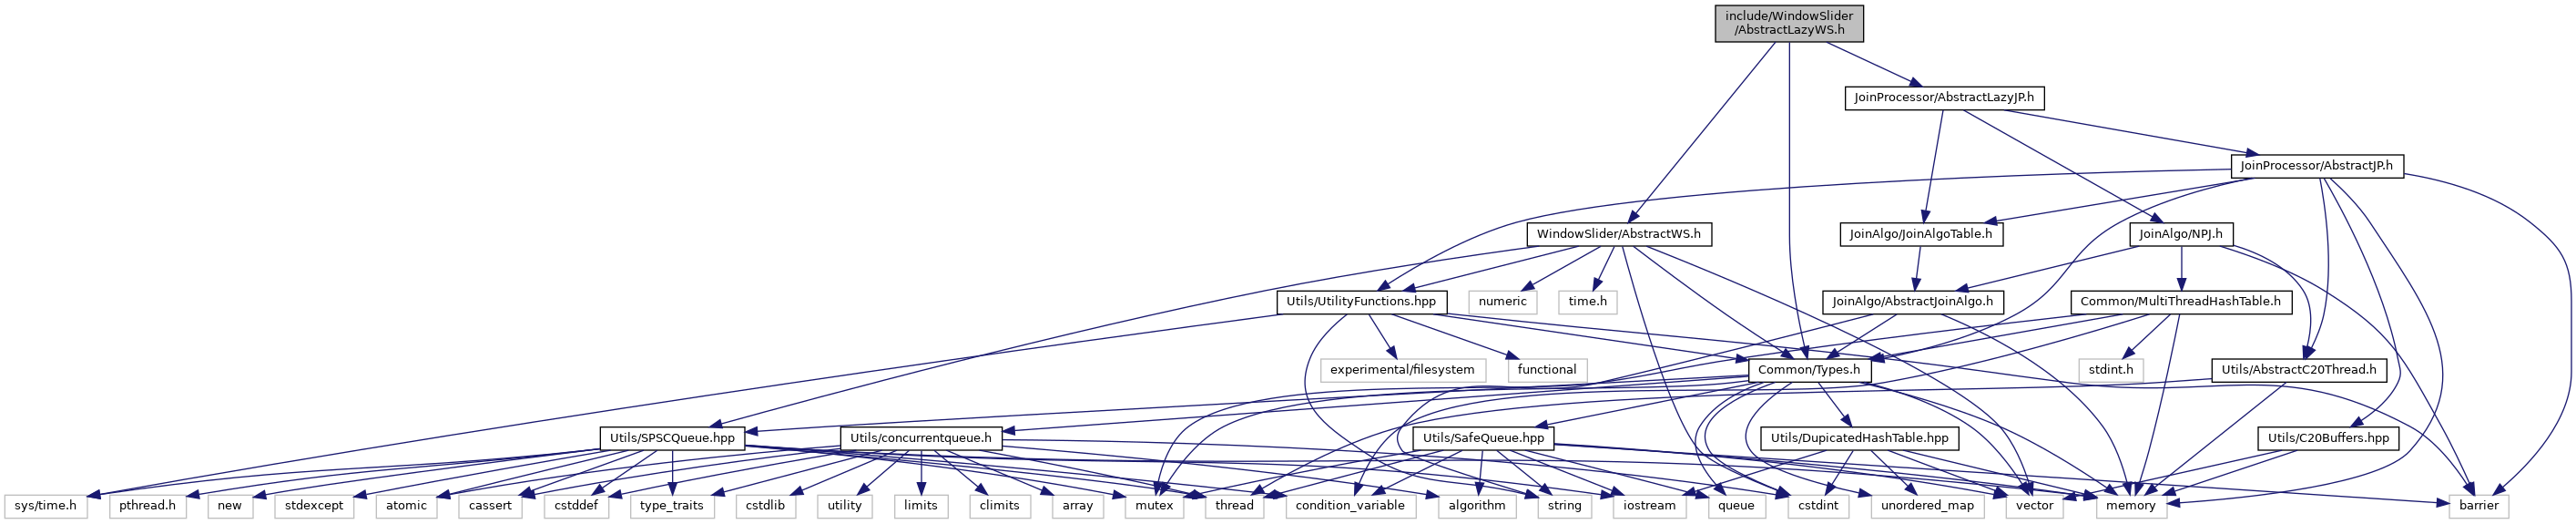 include/WindowSlider
/AbstractLazyWS.h
JoinProcessor/AbstractLazyJP.h
JoinProcessor/AbstractJP.h
WindowSlider/AbstractWS.h
JoinAlgo/JoinAlgoTable.h
JoinAlgo/NPJ.h
Utils/UtilityFunctions.hpp
numeric
time.h
JoinAlgo/AbstractJoinAlgo.h
Common/MultiThreadHashTable.h
experimental/filesystem
functional
Common/Types.h
stdint.h
Utils/AbstractC20Thread.h
Utils/SPSCQueue.hpp
Utils/concurrentqueue.h
Utils/SafeQueue.hpp
Utils/DupicatedHashTable.hpp
Utils/C20Buffers.hpp
sys/time.h
pthread.h
new
stdexcept
atomic
cassert
cstddef
type_traits
cstdlib
utility
limits
climits
array
mutex
thread
condition_variable
algorithm
string
iostream
queue
cstdint
unordered_map
vector
memory
barrier